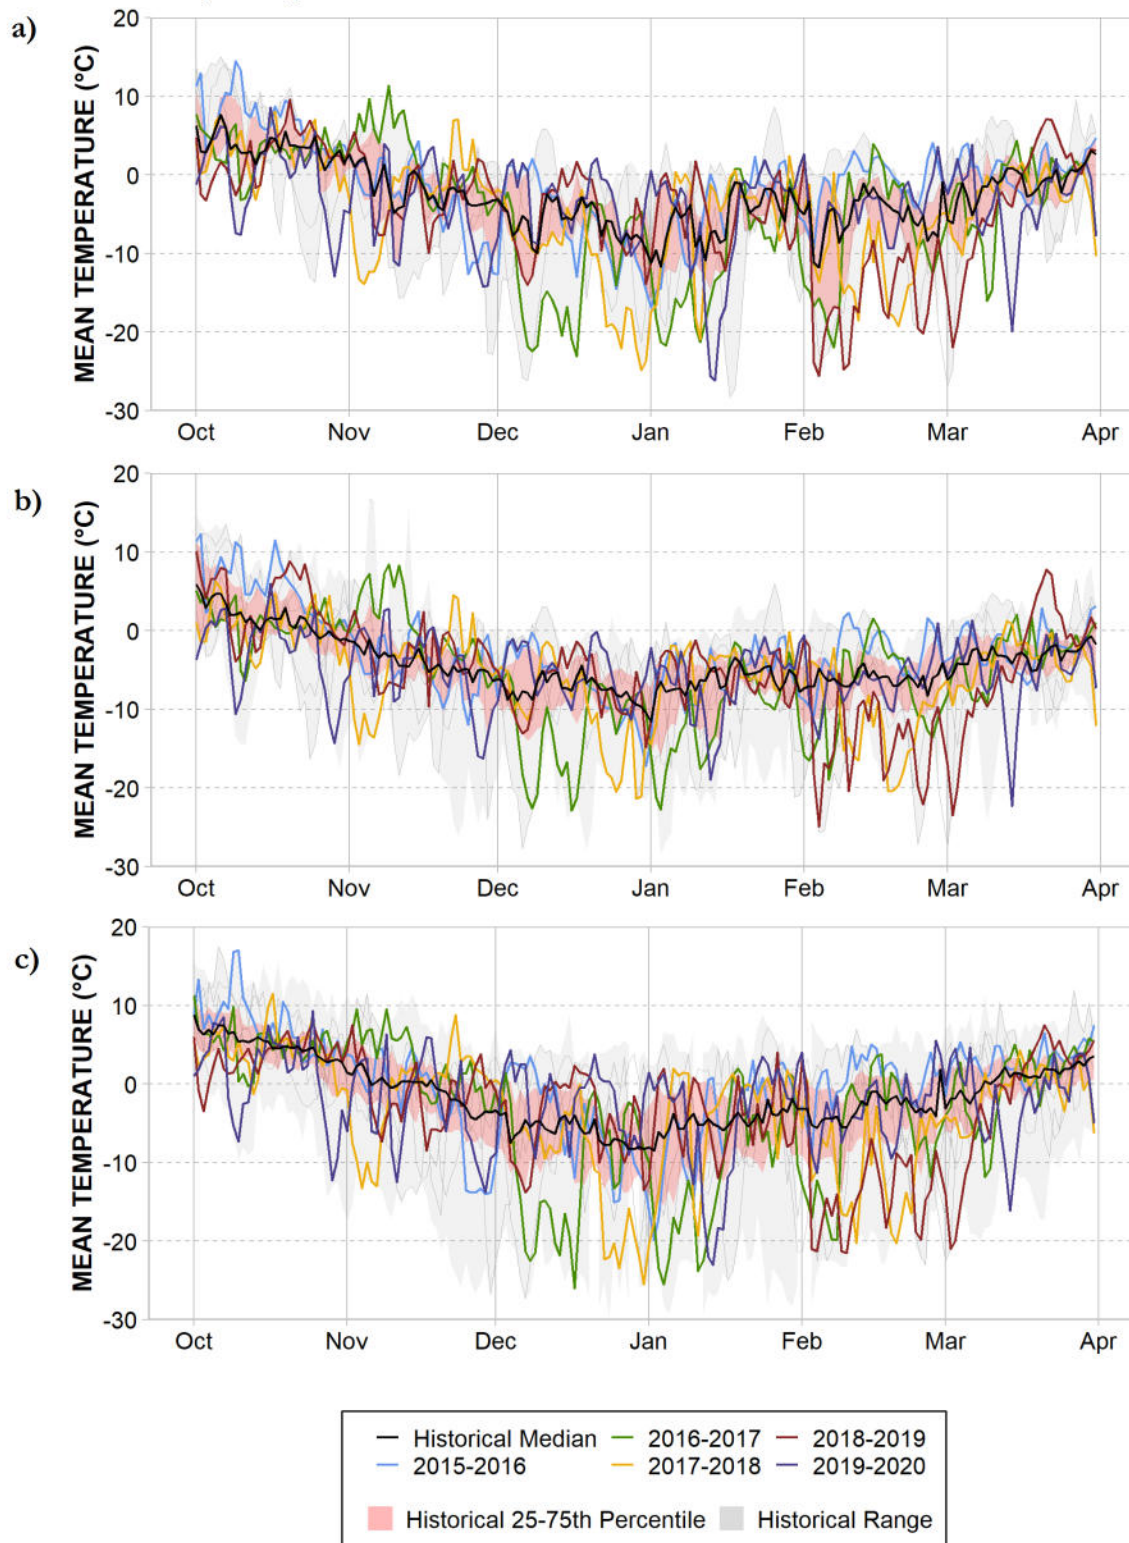 a)
MEAN TEMPERATURE (°C)
20
10
0
-10
-20
-30
Oct Nov Dec Jan Feb Mar Apr
b)
MEAN TEMPERATURE (°C)
20
10
0
-10
-20
-30
Oct Nov Dec Jan Feb Mar Apr
c)
MEAN TEMPERATURE (°C)
20
10
0
-10
-20
-30
Oct Nov Dec Jan Feb Mar Apr
Historical Median 2016-2017 2018-2019
2015-2016 2017-2018 2019-2020
Historical 25-75th Percentile Historical Range